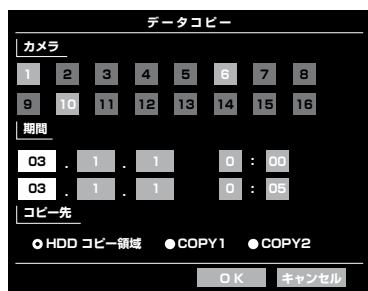 データコピー
カメラ
1 2 3 4 5 6 7 8
9 10 11 12 13 14 15 16
期間
03 . 1 . 1 0 : 00
03 . 1 . 1 0 : 05
コピー先
HDD コピー領域 COPY1 COPY2
OK キャンセル